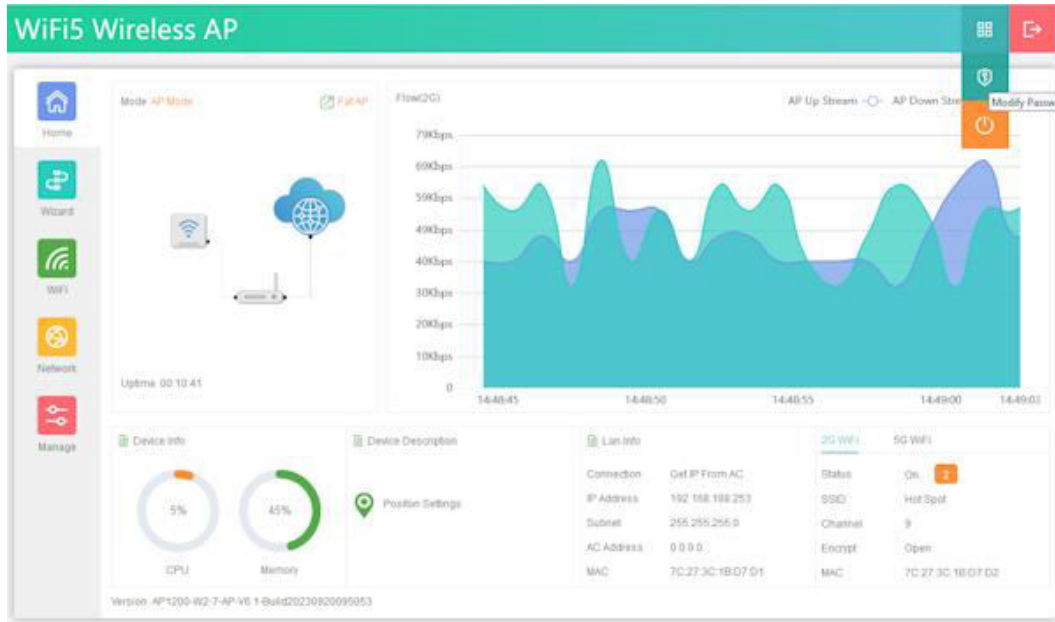 WiFi5 Wireless AP
Home
Wizard
WiFi
Network
Manage
Mode AP Mode
Fat AP
Uptime 00:10:41
Flow(2G)
AP Up Stream AP Down Stre
Modify Passw
79Kbps
69Kbps
59Kbps
49Kbps
40Kbps
30Kbps
20Kbps
10Kbps
0
14:48:45 14:48:50 14:48:55 14:49:00 14:49:03
Device Info
5%
45%
CPU Memory
Device Description
Position Settings
Lan Info
Connection Get IP From AC
IP Address 192.168.188.253
Subnet 255.255.255.0
AC Address 0.0.0.0
MAC 7C:27:3C:1B:D7:D1
2G WiFi 5G WiFi
Status On 2
SSID Hot Spot
Channel 9
Encrypt Open
MAC 7C:27:3C:1B:D7:D2
Version: AP1200-W2-7-AP-V6.1-Build20230920095053